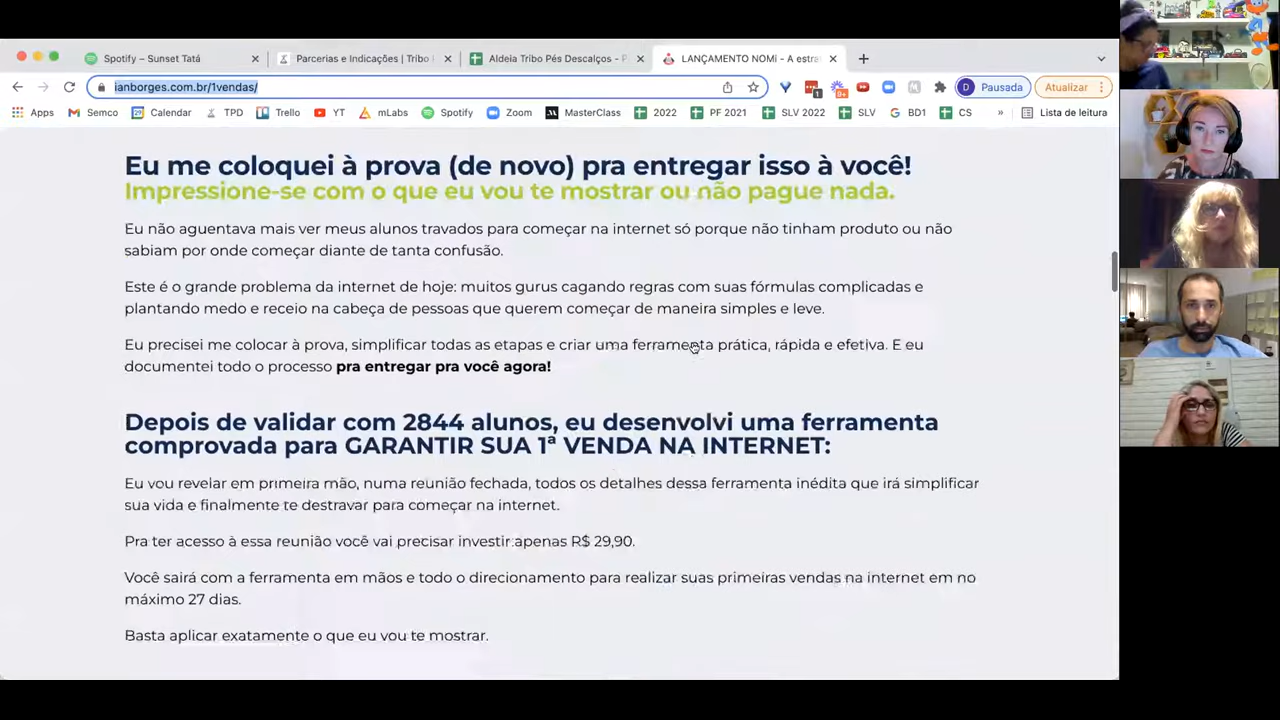 Spotify – Sunset Tatá
Parcerias e Indicações | Tribo
Aldeia Tribo Pés Descalços - P
LANÇAMENTO NOMi - A estra
ianborges.com.br/1vendas/
Pausada
Atualizar
Apps
Semco
Calendar
TPD
Trello
YT
mLabs
Spotify
Zoom
MasterClass
2022
PF 2021
SLV 2022
SLV
BD1
CS
»
Lista de leitura
Eu me coloquei à prova (de novo) pra entregar isso à você!
Impressione-se com o que eu vou te mostrar ou não pague nada.
Eu não aguentava mais ver meus alunos travados para começar na internet só porque não tinham produto ou não
sabiam por onde começar diante de tanta confusão.
Este é o grande problema da internet de hoje: muitos gurus cagando regras com suas fórmulas complicadas e
plantando medo e receio na cabeça de pessoas que querem começar de maneira simples e leve.
Eu precisei me colocar à prova, simplificar todas as etapas e criar uma ferramenta prática, rápida e efetiva. E eu
documentei todo o processo pra entregar pra você agora!
Depois de validar com 2844 alunos, eu desenvolvi uma ferramenta
comprovada para GARANTIR SUA 1ª VENDA NA INTERNET:
Eu vou revelar em primeira mão, numa reunião fechada, todos os detalhes dessa ferramenta inédita que irá simplificar
sua vida e finalmente te destravar para começar na internet.
Pra ter acesso à essa reunião você vai precisar investir apenas R$ 29,90.
Você sairá com a ferramenta em mãos e todo o direcionamento para realizar suas primeiras vendas na internet em no
máximo 27 dias.
Basta aplicar exatamente o que eu vou te mostrar.